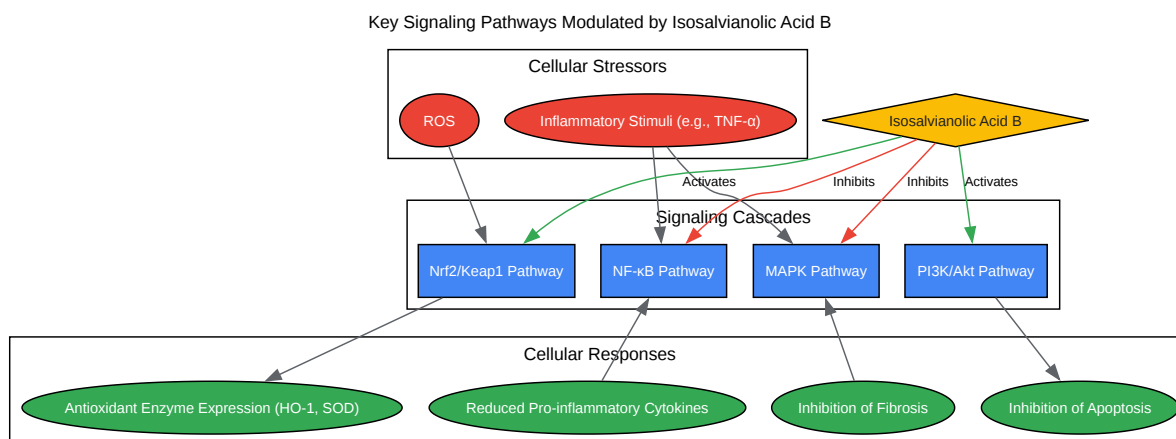 Key Signaling Pathways Modulated by Isosalvianolic Acid B
Cellular Stressors
ROS
Inflammatory Stimuli (e.g., TNF-α)
Isosalvianolic Acid B
Activates
Inhibits
Inhibits
Activates
Signaling Cascades
Nrf2/Keap1 Pathway
NF-κB Pathway
MAPK Pathway
PI3K/Akt Pathway
Cellular Responses
Antioxidant Enzyme Expression (HO-1, SOD)
Reduced Pro-inflammatory Cytokines
Inhibition of Fibrosis
Inhibition of Apoptosis